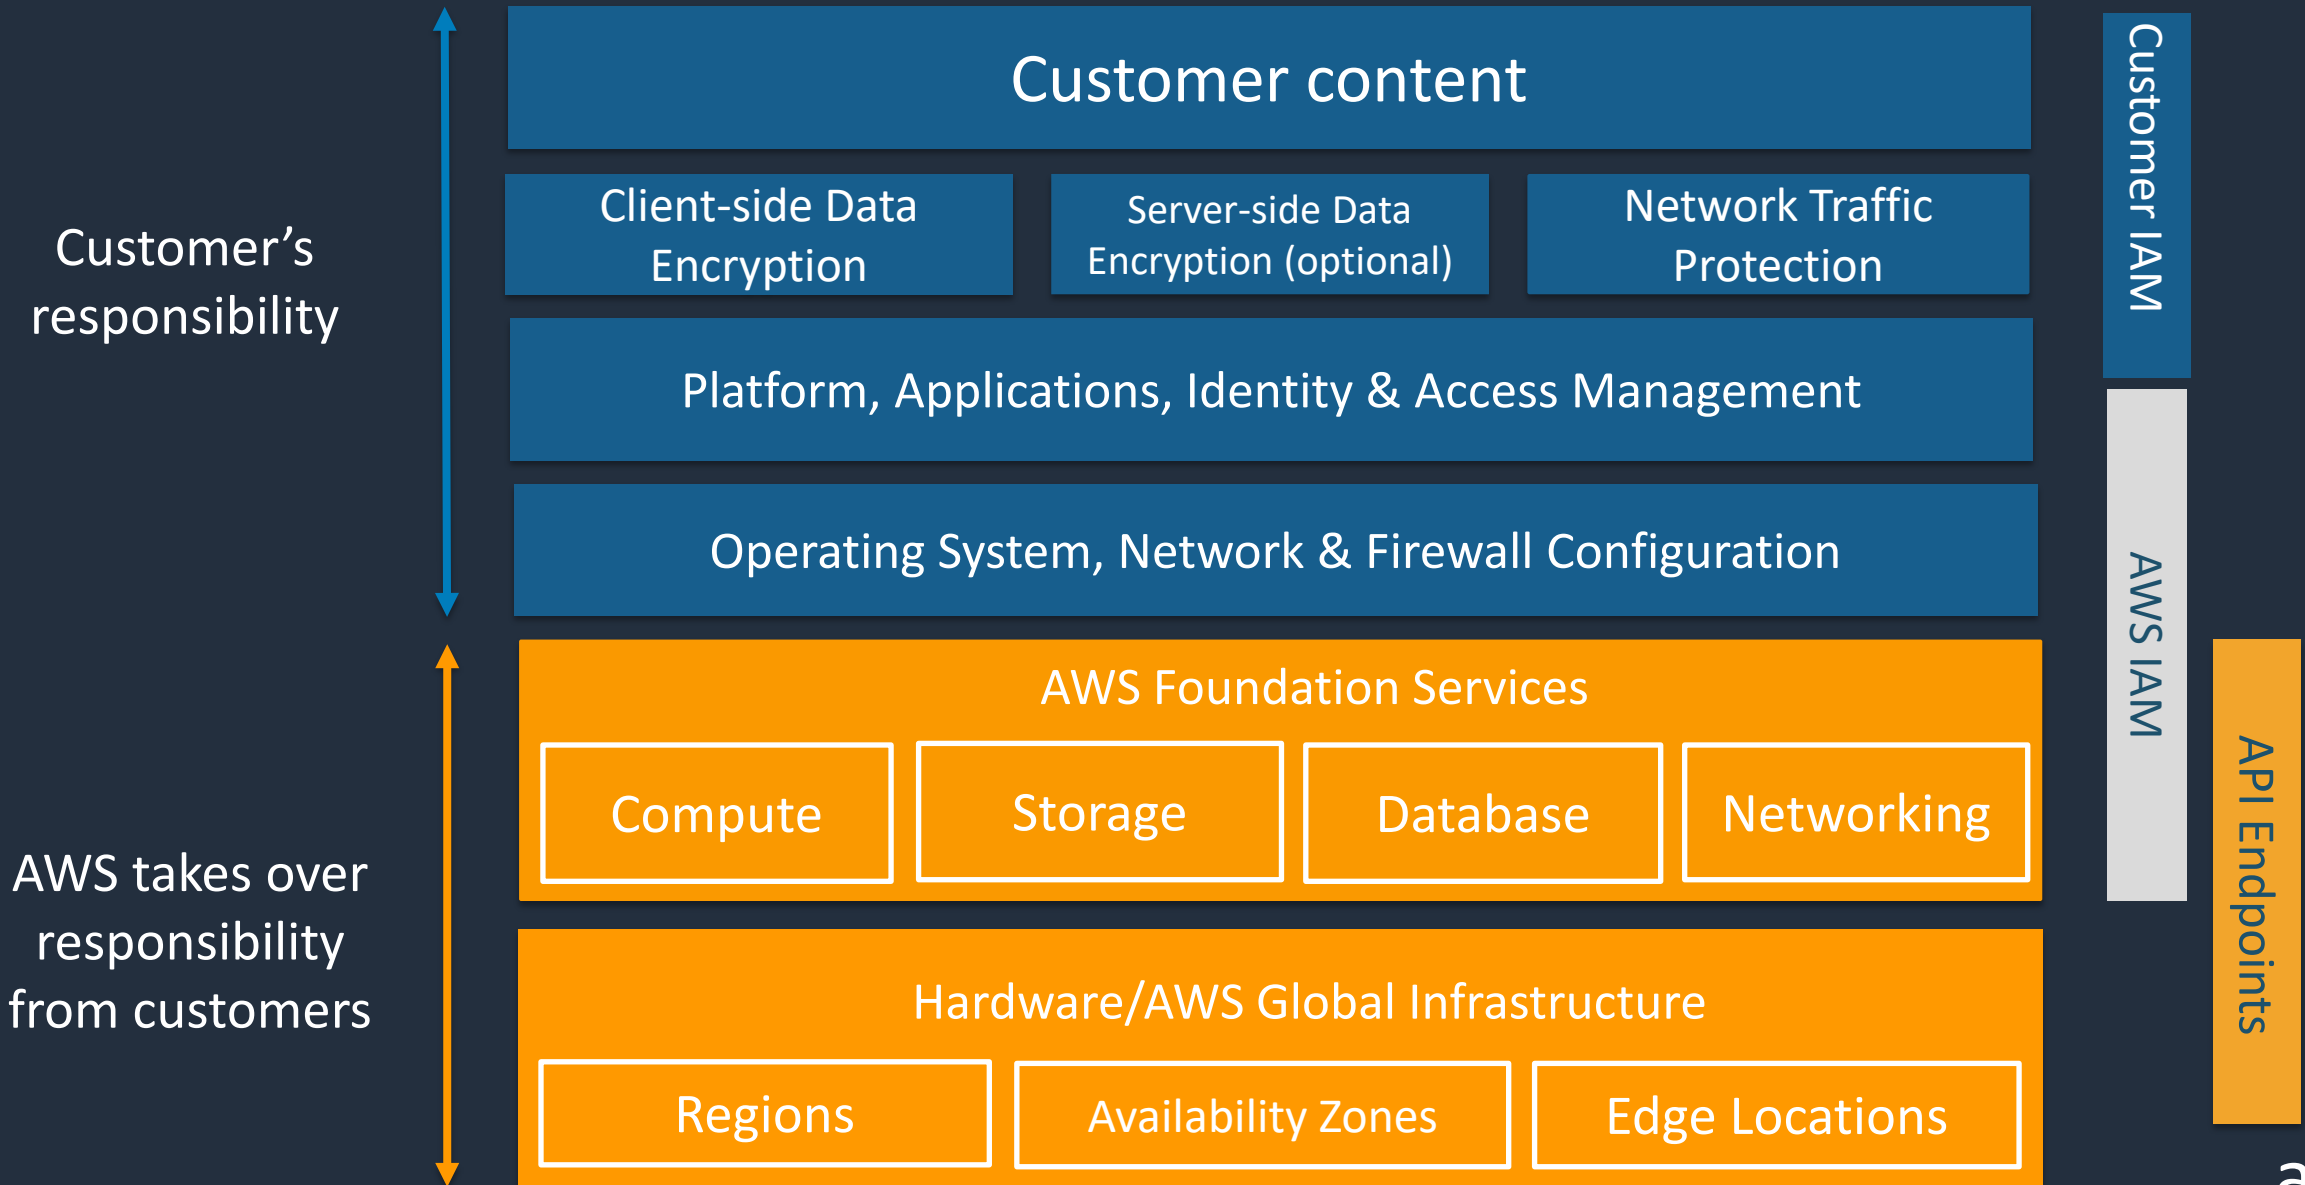 Customer content
Client-side Data
Encryption
Server-side Data
Encryption (optional)
Network Traffic
Protection
Customer's
responsibility
Platform, Applications, Identity & Access Management
Operating System, Network & Firewall Configuration
Customer IAM
AWS IAM
API Endpoints
AWS Foundation Services
Compute
Storage
Database
Networking
AWS takes over
responsibility
from customers
Hardware/AWS Global Infrastructure
Regions
Availability Zones
Edge Locations